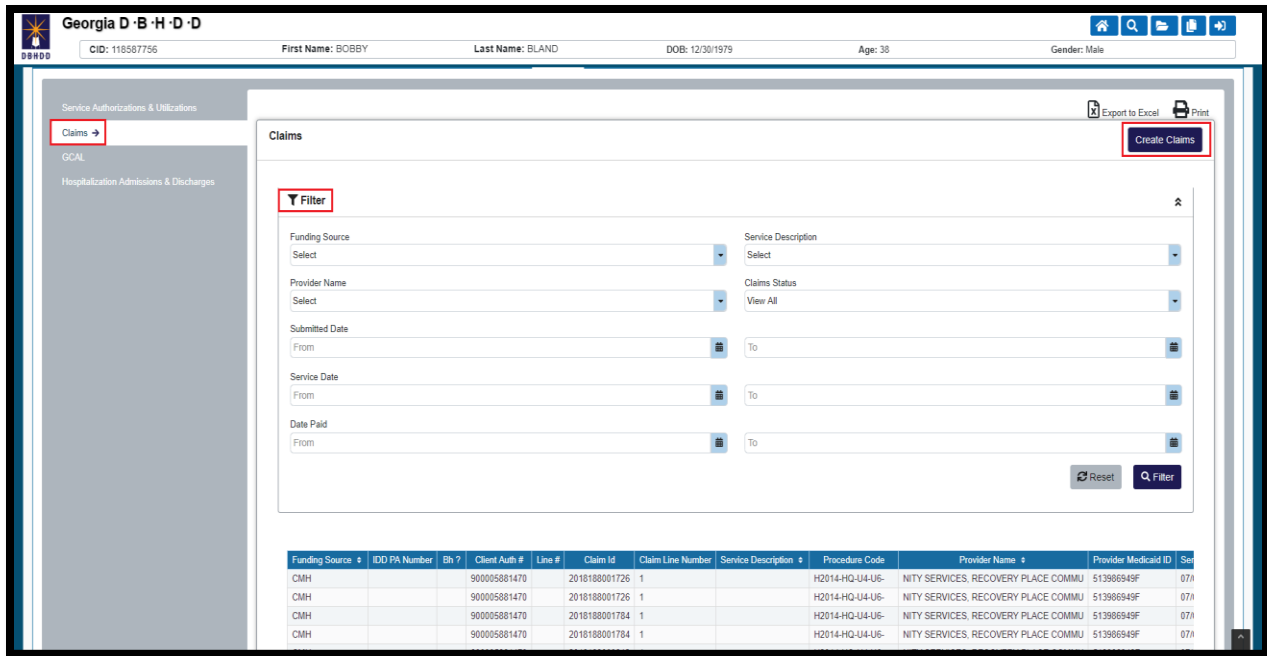 Georgia D ·B ·H ·D ·D
DBHDD
CID: 118587756 First Name: BOBBY Last Name: BLAND DOB: 12/30/1979 Age: 38 Gender: Male
Service Authorizations & Utilizations
Claims
GCAL
Hospitalization Admissions & Discharges
Export to Excel Print
Claims
Create Claims
Filter
Funding Source Service Description
Select Select
Provider Name Claims Status
Select View All
Submitted Date
From To
Service Date
From To
Date Paid
From To
Reset Filter
Funding Source IDD PA Number Bh ? Client Auth # Line # Claim Id Claim Line Number Service Description Procedure Code Provider Name Provider Medicaid ID Ser
CMH 900005881470 2018188001726 1 H2014-HQ-U4-U6- NITY SERVICES, RECOVERY PLACE COMMU 513986949F 07/
CMH 900005881470 2018188001726 1 H2014-HQ-U4-U6- NITY SERVICES, RECOVERY PLACE COMMU 513986949F 07/
CMH 900005881470 2018188001784 1 H2014-HQ-U4-U6- NITY SERVICES, RECOVERY PLACE COMMU 513986949F 07/
CMH 900005881470 2018188001784 1 H2014-HQ-U4-U6- NITY SERVICES, RECOVERY PLACE COMMU 513986949F 07/